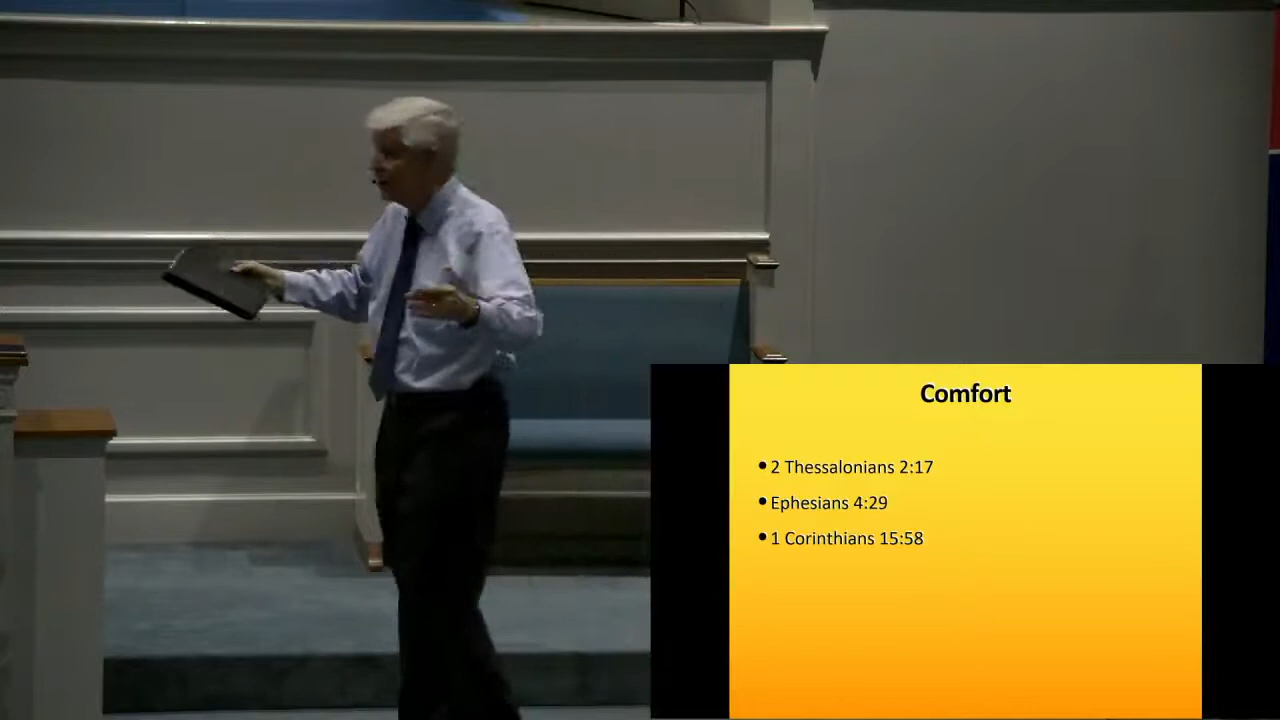 Comfort
• 2 Thessalonians 2:17
• Ephesians 4:29
• 1 Corinthians 15:58